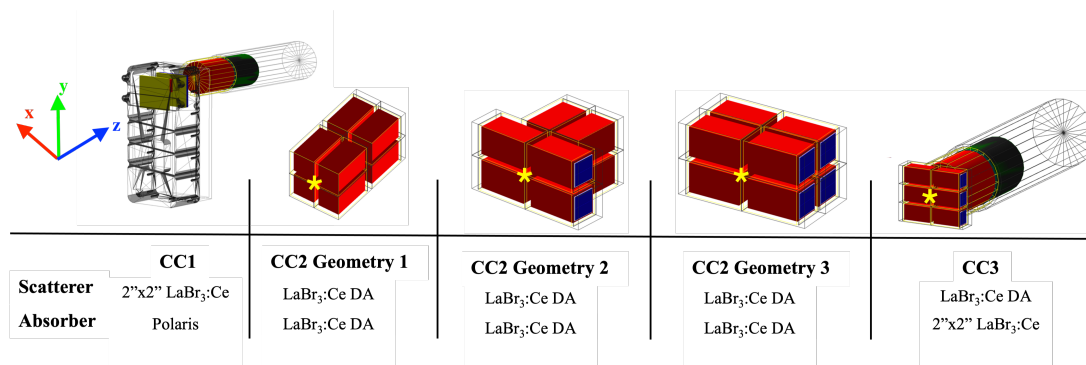 y
x
z
CC1 CC2 Geometry 1 CC2 Geometry 2 CC2 Geometry 3 CC3
Scatterer 2”x2” LaBr₃:Ce LaBr₃:Ce DA LaBr₃:Ce DA LaBr₃:Ce DA LaBr₃:Ce DA
Absorber Polaris LaBr₃:Ce DA LaBr₃:Ce DA LaBr₃:Ce DA 2”x2” LaBr₃:Ce